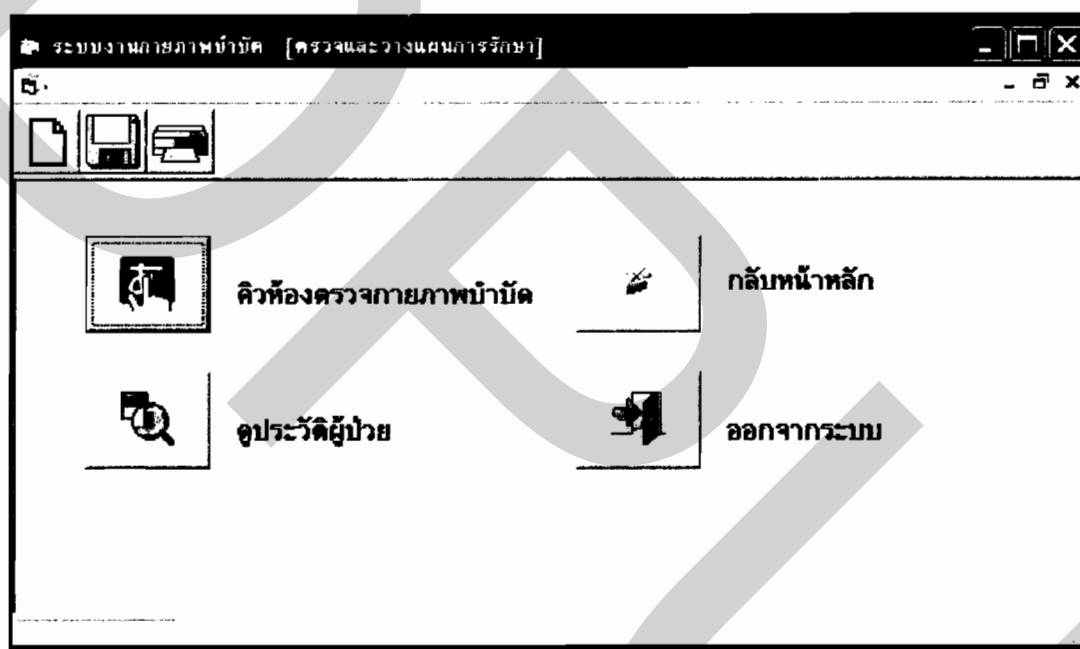 ระบบงานกายภาพบำบัด [ตรวจและวางแผนการรักษา]
คิวห้องตรวจกายภาพบำบัด
กลับหน้าหลัก
ดูประวัติผู้ป่วย
ออกจากระบบ